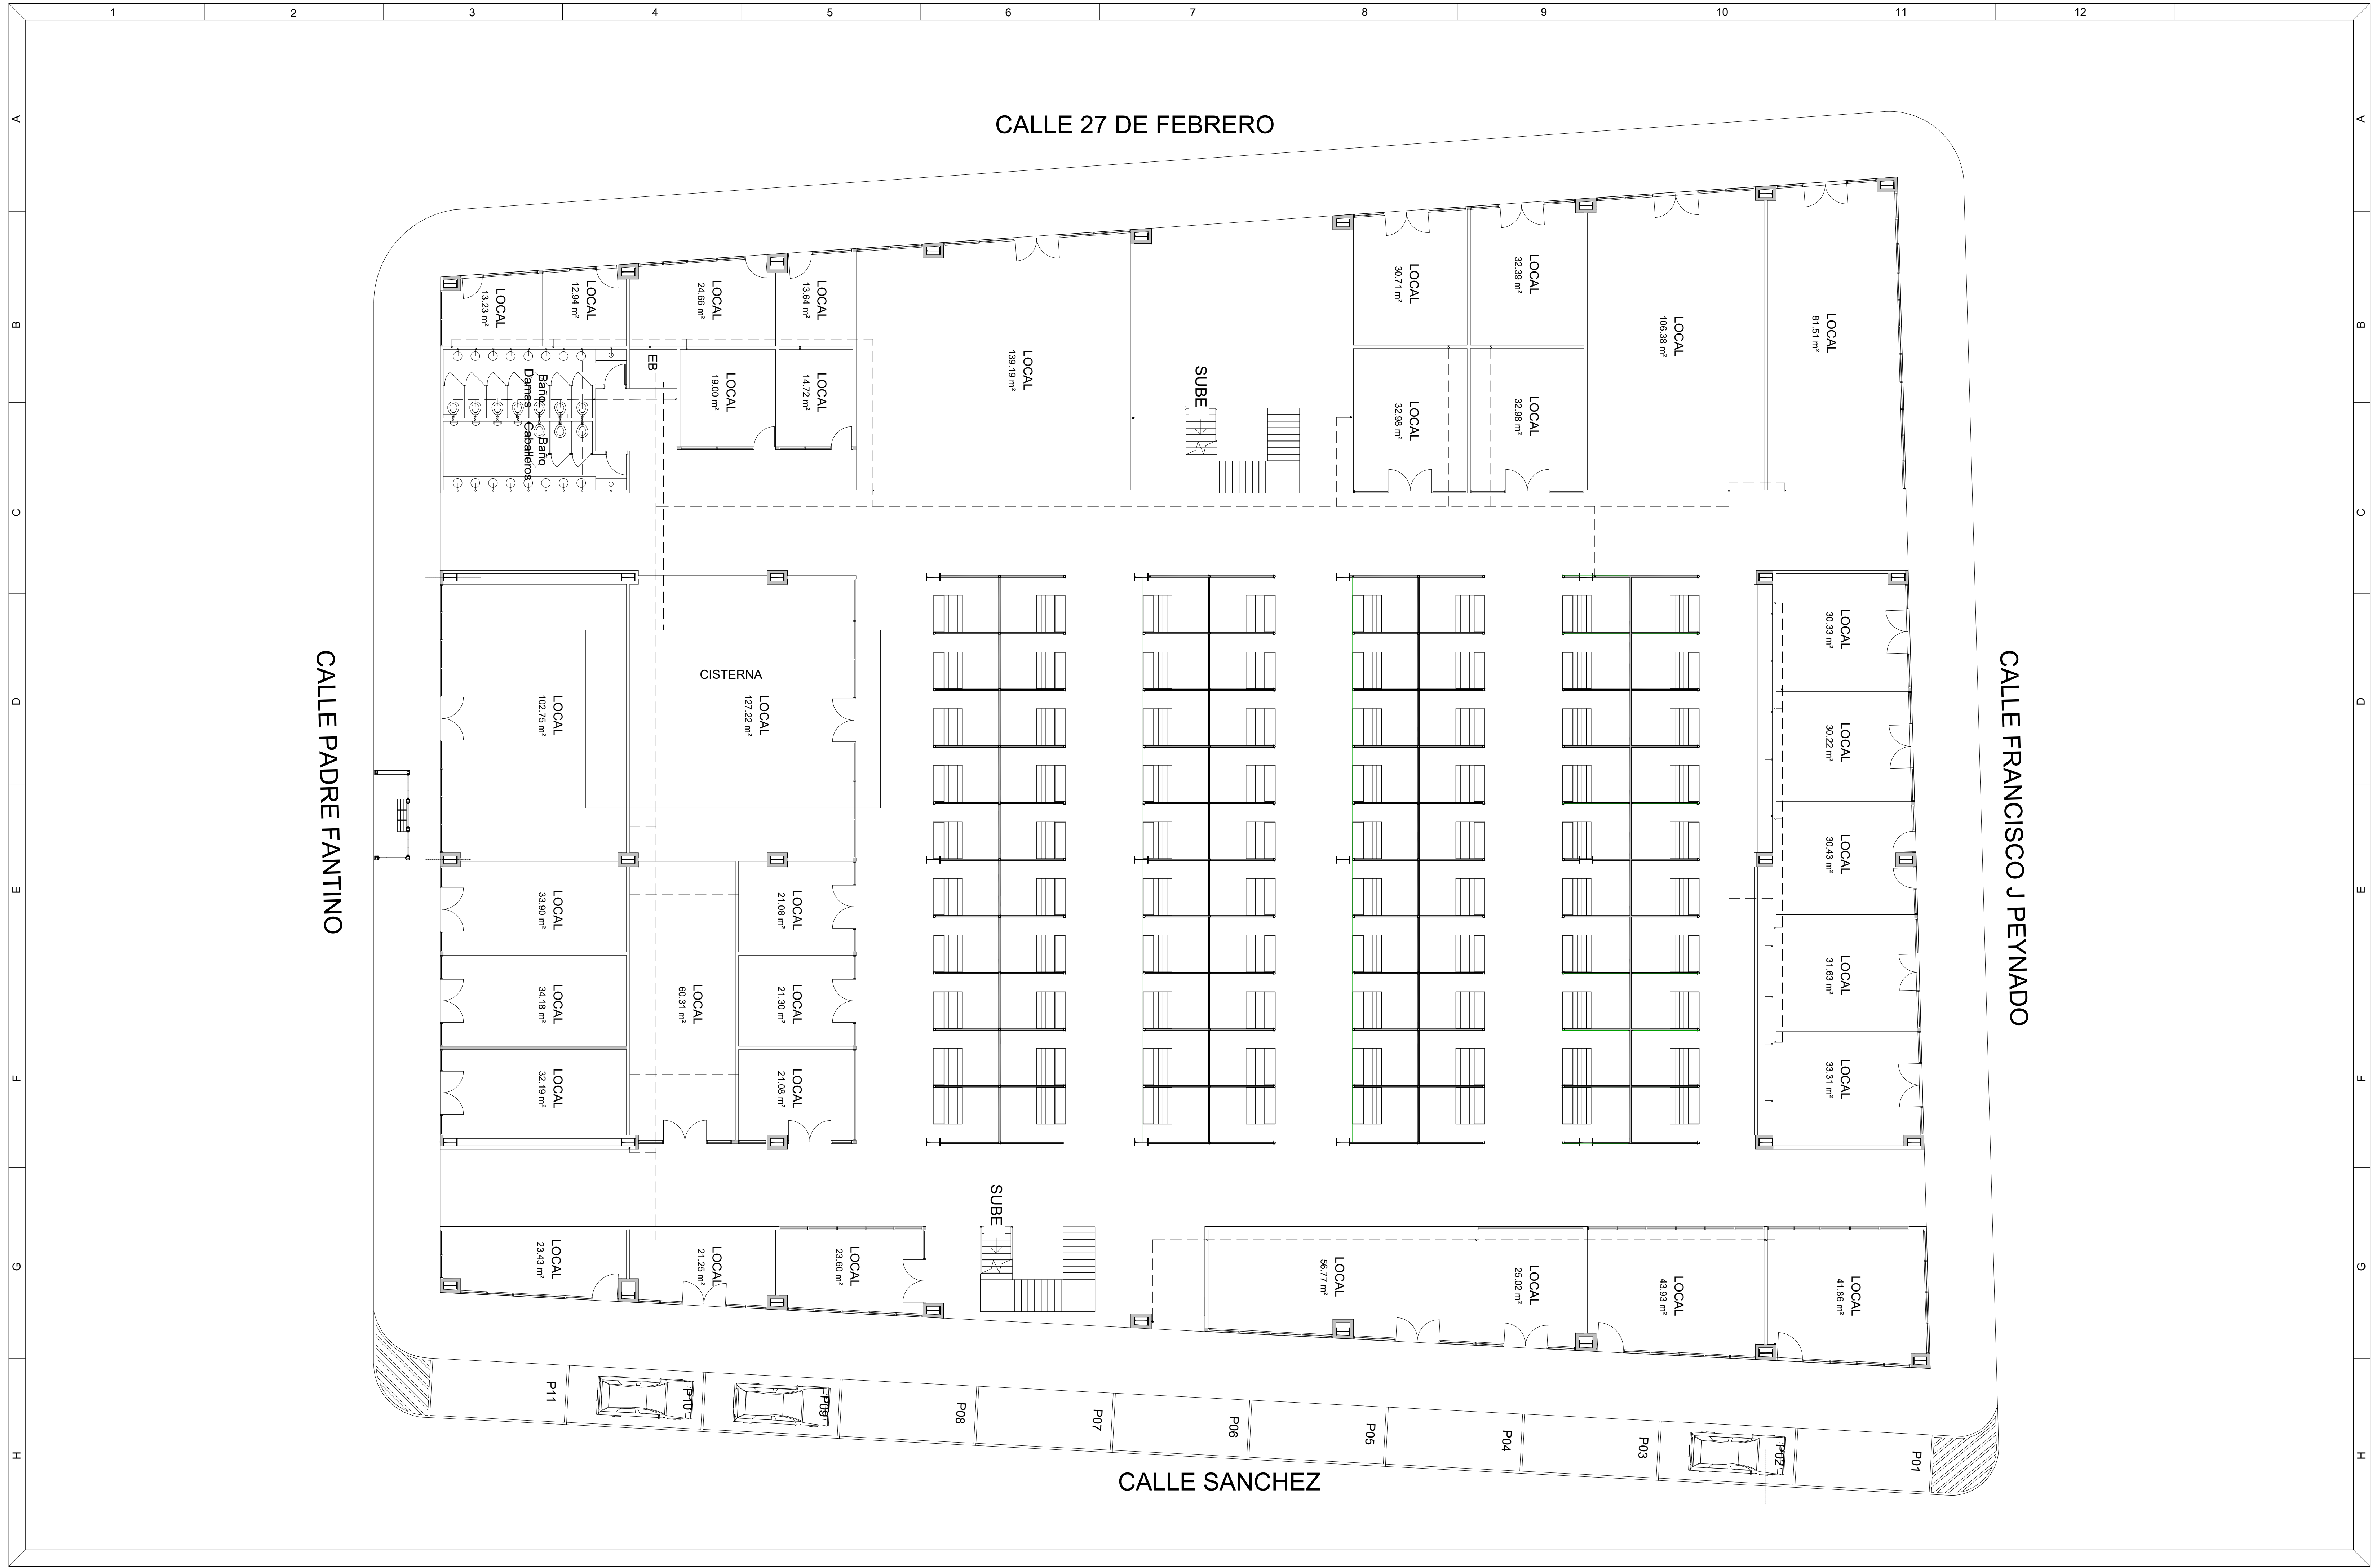 1
2
3
4
5
6
7
8
9
10
11
12
A
A
CALLE 27 DE FEBRERO
B
B
LOCAL
13.23 m²
LOCAL
12.94 m²
LOCAL
24.66 m²
LOCAL
13.64 m²
LOCAL
139.19 m²
LOCAL
30.71 m²
LOCAL
32.39 m²
LOCAL
106.38 m²
LOCAL
81.51 m²
EB
LOCAL
19.00 m²
LOCAL
14.72 m²
SUBE
LOCAL
32.98 m²
LOCAL
32.98 m²
Baño
Damas
Baño
Caballeros
C
C
CALLE PADRE FANTINO
CALLE FRANCISCO J PEYNADO
D
D
LOCAL
102.75 m²
CISTERNA
LOCAL
127.22 m²
LOCAL
30.33 m²
LOCAL
30.22 m²
E
E
LOCAL
33.90 m²
LOCAL
21.08 m²
LOCAL
30.43 m²
LOCAL
34.18 m²
LOCAL
60.31 m²
LOCAL
21.30 m²
LOCAL
31.63 m²
F
F
LOCAL
32.19 m²
LOCAL
21.08 m²
LOCAL
33.31 m²
SUBE
G
G
LOCAL
23.43 m²
LOCAL
21.25 m²
LOCAL
23.60 m²
LOCAL
56.77 m²
LOCAL
25.02 m²
LOCAL
43.93 m²
LOCAL
41.86 m²
H
H
P11
P10
P09
P08
P07
P06
P05
P04
P03
P02
P01
CALLE SANCHEZ